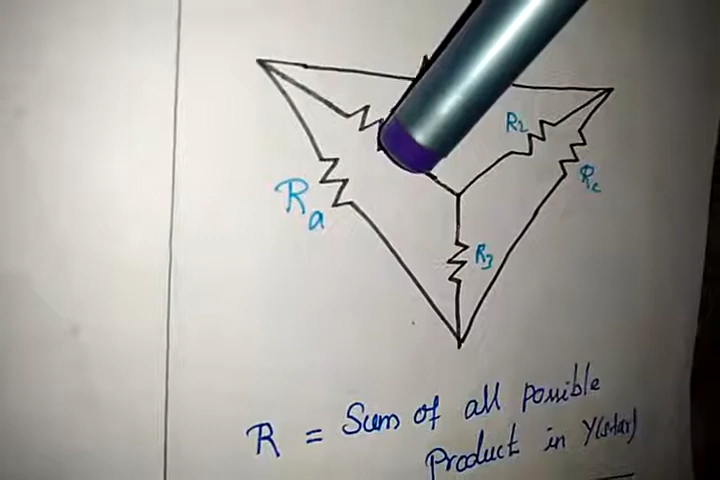 R2
Ra
Rc
R3
R = Sum of all possible
Product in Y(star)